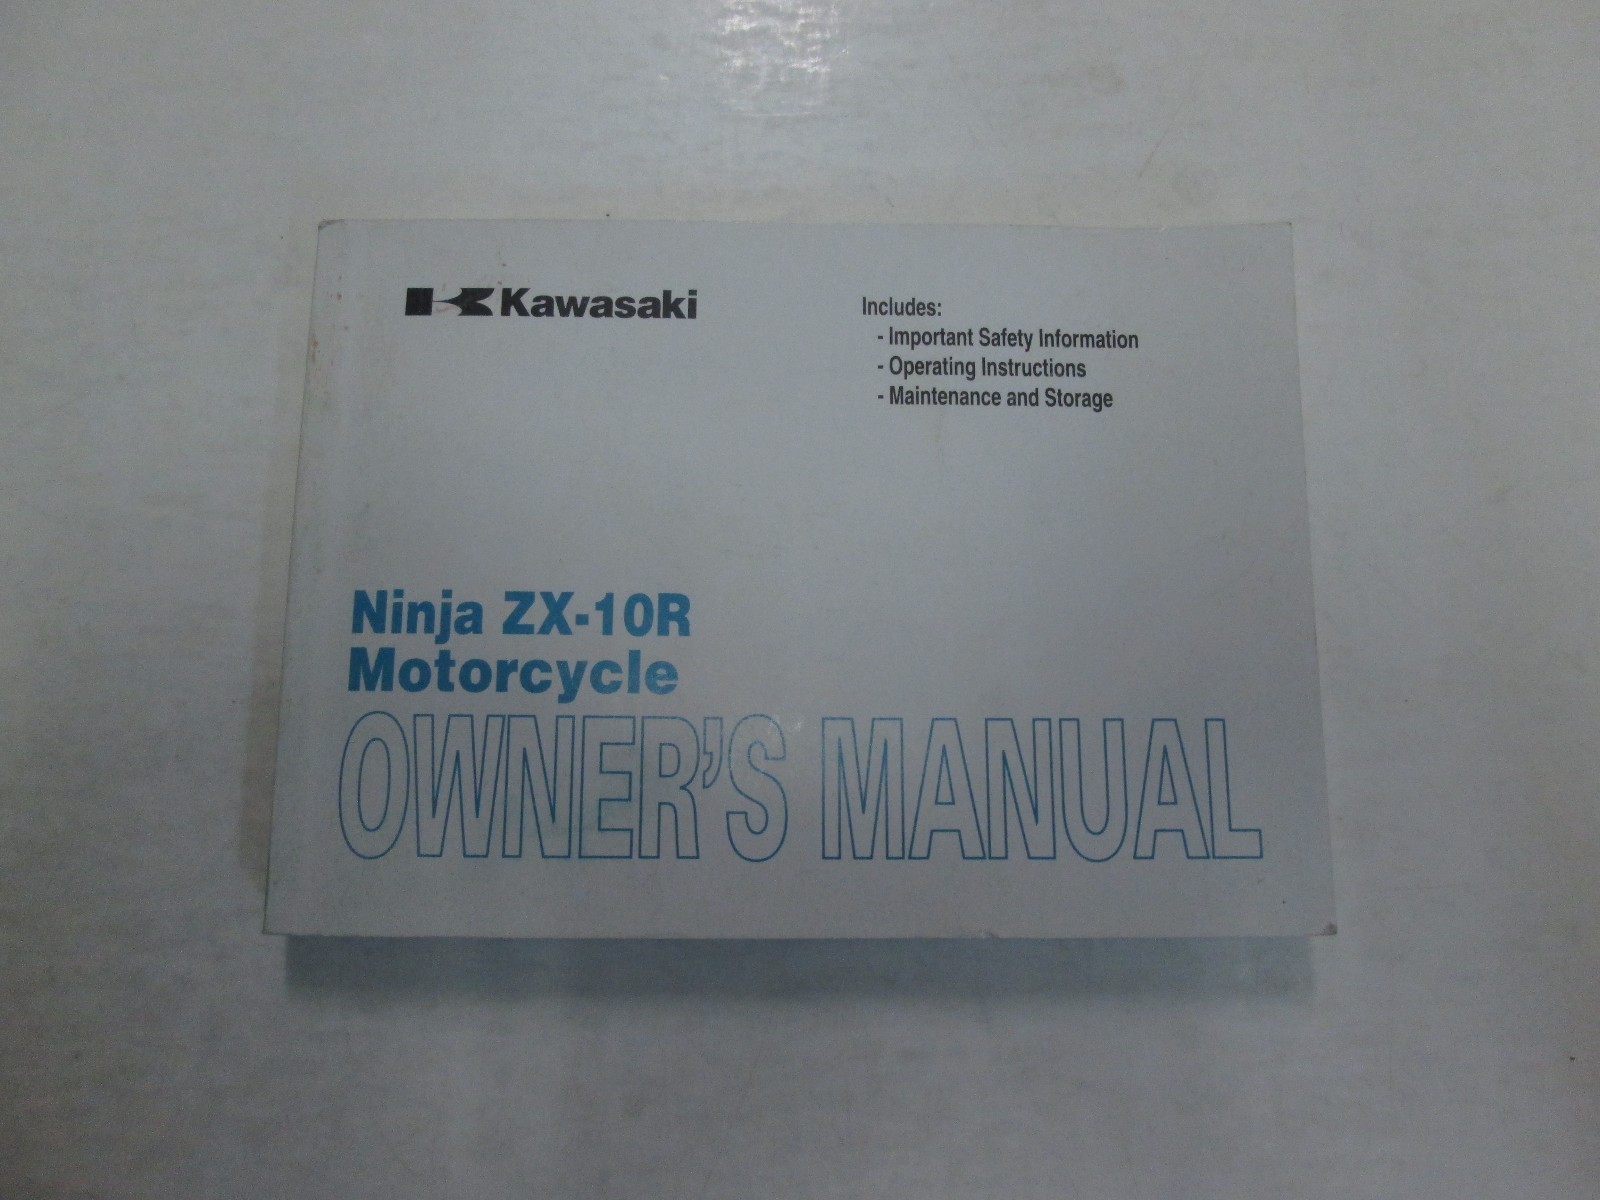 Kawasaki
Includes:
- Important Safety Information
- Operating Instructions
- Maintenance and Storage
Ninja ZX-10R
Motorcycle
OWNER'S MANUAL